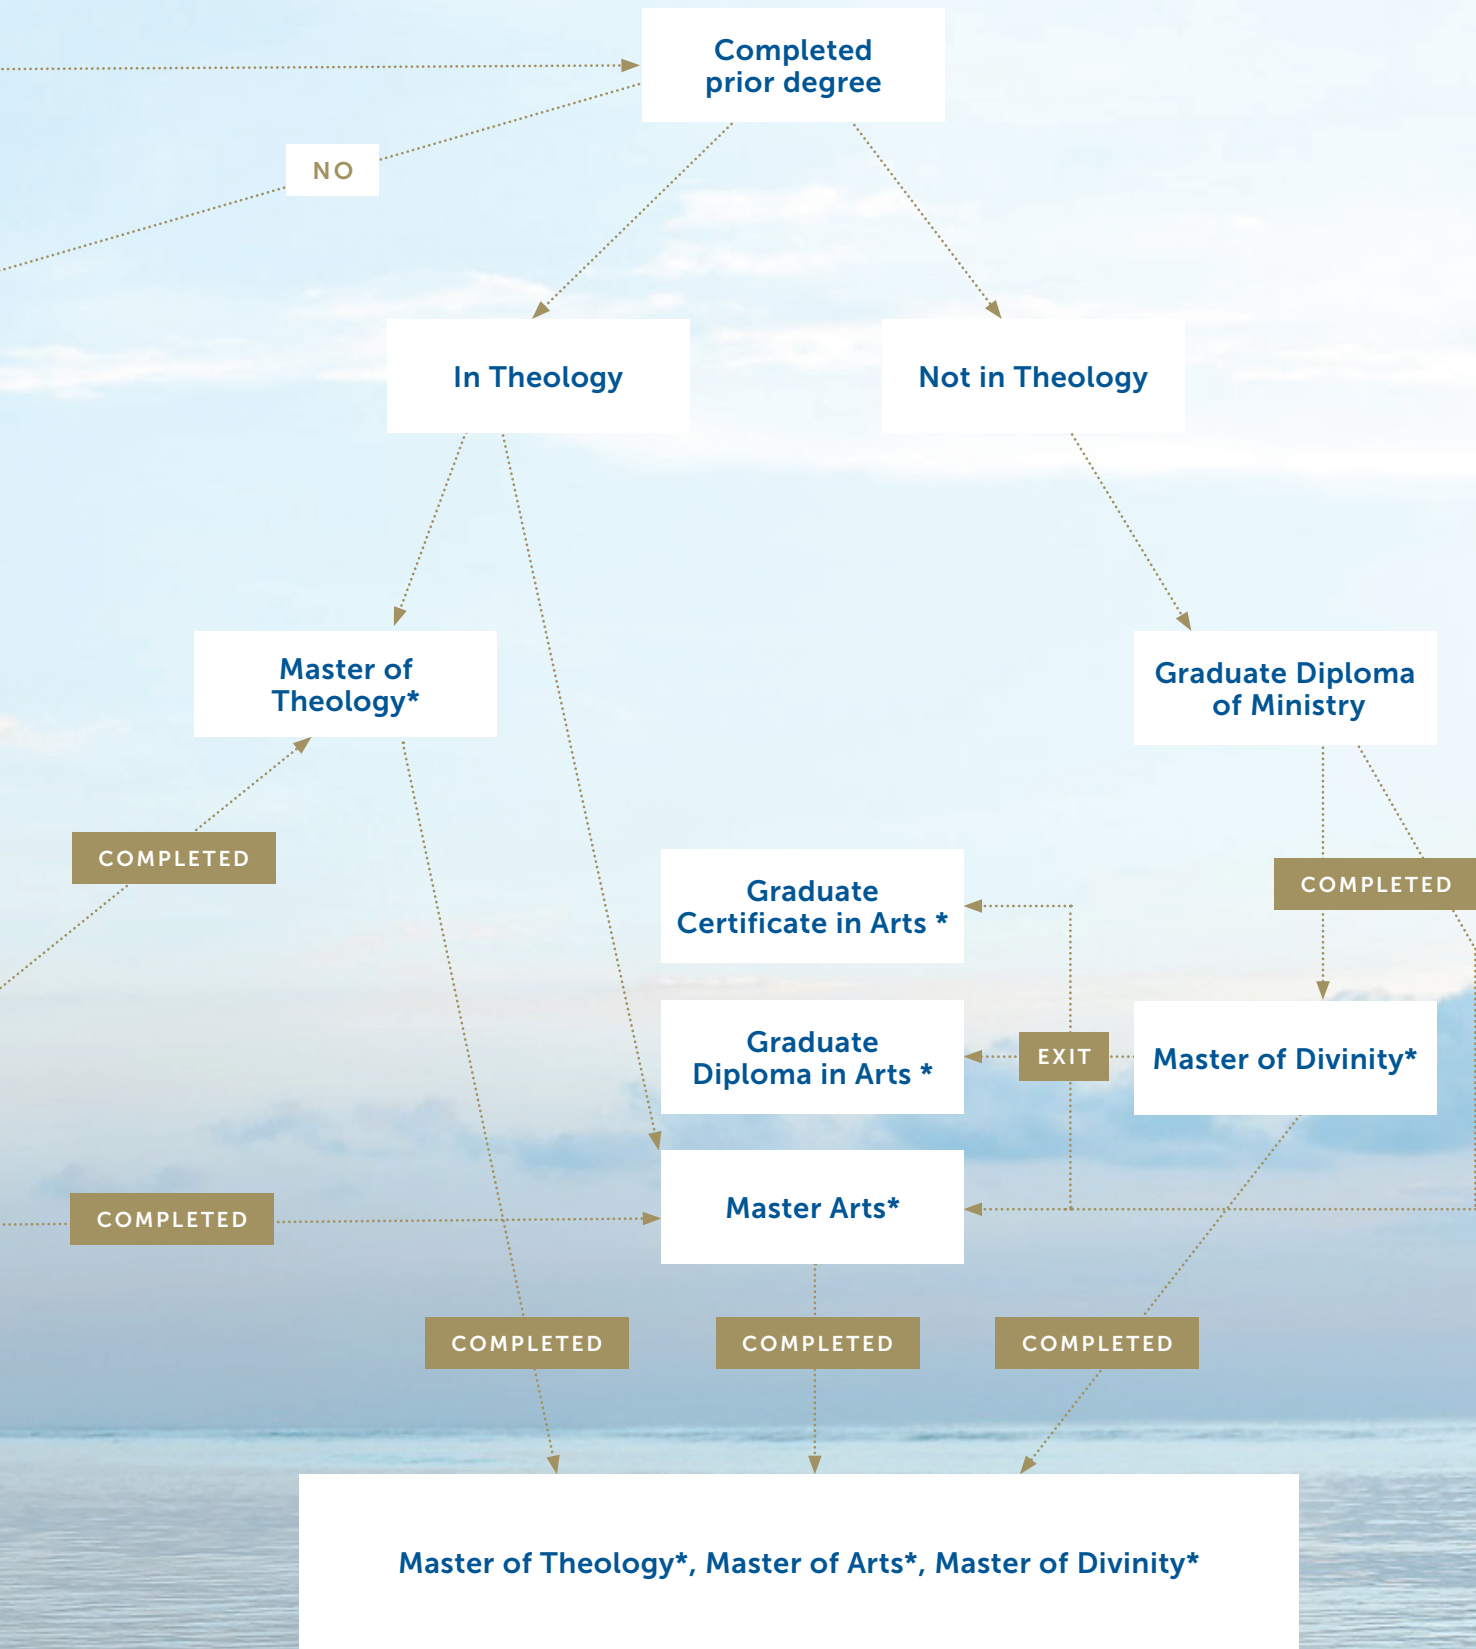 Completed
prior degree
NO
In Theology
Not in Theology
Master of
Theology*
Graduate Diploma
of Ministry
COMPLETED
COMPLETED
Graduate
Certificate in Arts *
Graduate
Diploma in Arts *
EXIT
Master of Divinity*
COMPLETED
Master Arts*
COMPLETED
COMPLETED
COMPLETED
Master of Theology*, Master of Arts*, Master of Divinity*